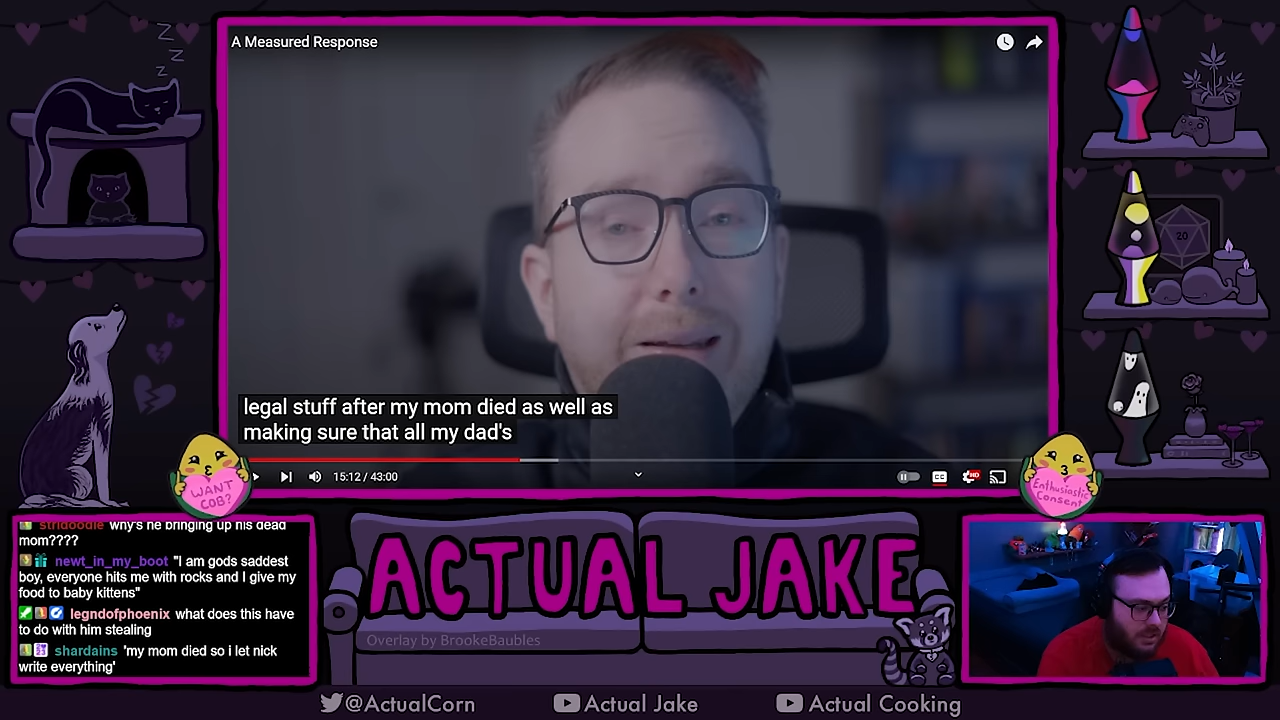 A Measured Response
legal stuff after my mom died as well as
making sure that all my dad's
15:12 / 43:00
CC
HD
20
WANT
COB?
Enthusiastic
Consent
stridoodle why's he bringing up his dead
mom????
newt_in_my_boot "I am gods saddest
boy, everyone hits me with rocks and I give my
food to baby kittens"
legndofphoenix what does this have
to do with him stealing
shardains 'my mom died so i let nick
write everything'
ACTUAL JAKE
Overlay by BrookeBaubles
@ActualCorn
Actual Jake
Actual Cooking